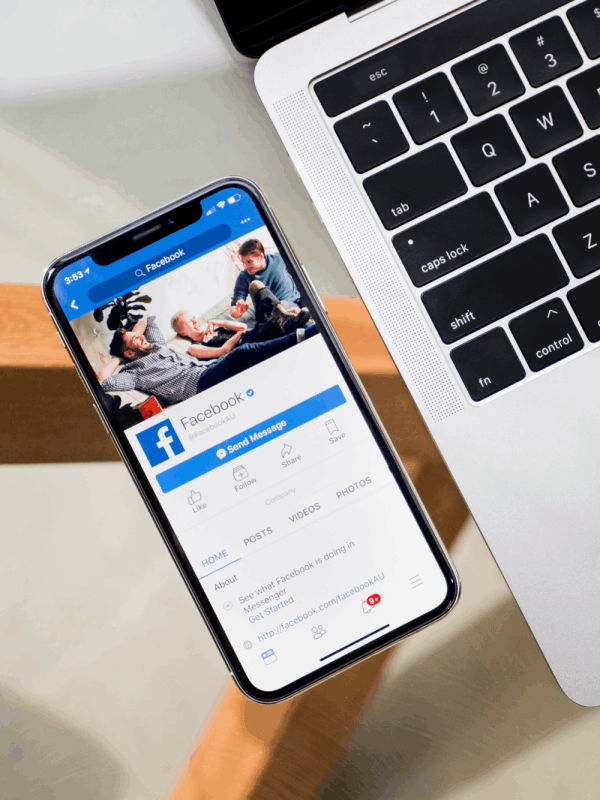 3:53
Facebook
Facebook
@FacebookAU
Send Message
Like
Follow
Share
Save
Company
HOME
POSTS
VIDEOS
PHOTOS
About
See what Facebook is doing in
Messenger
Get Started
http://facebook.com/facebookAU
9+
esc
~
`
!
1
@
2
#
3
tab
Q
W
caps lock
A
S
shift
Z
fn
^
control